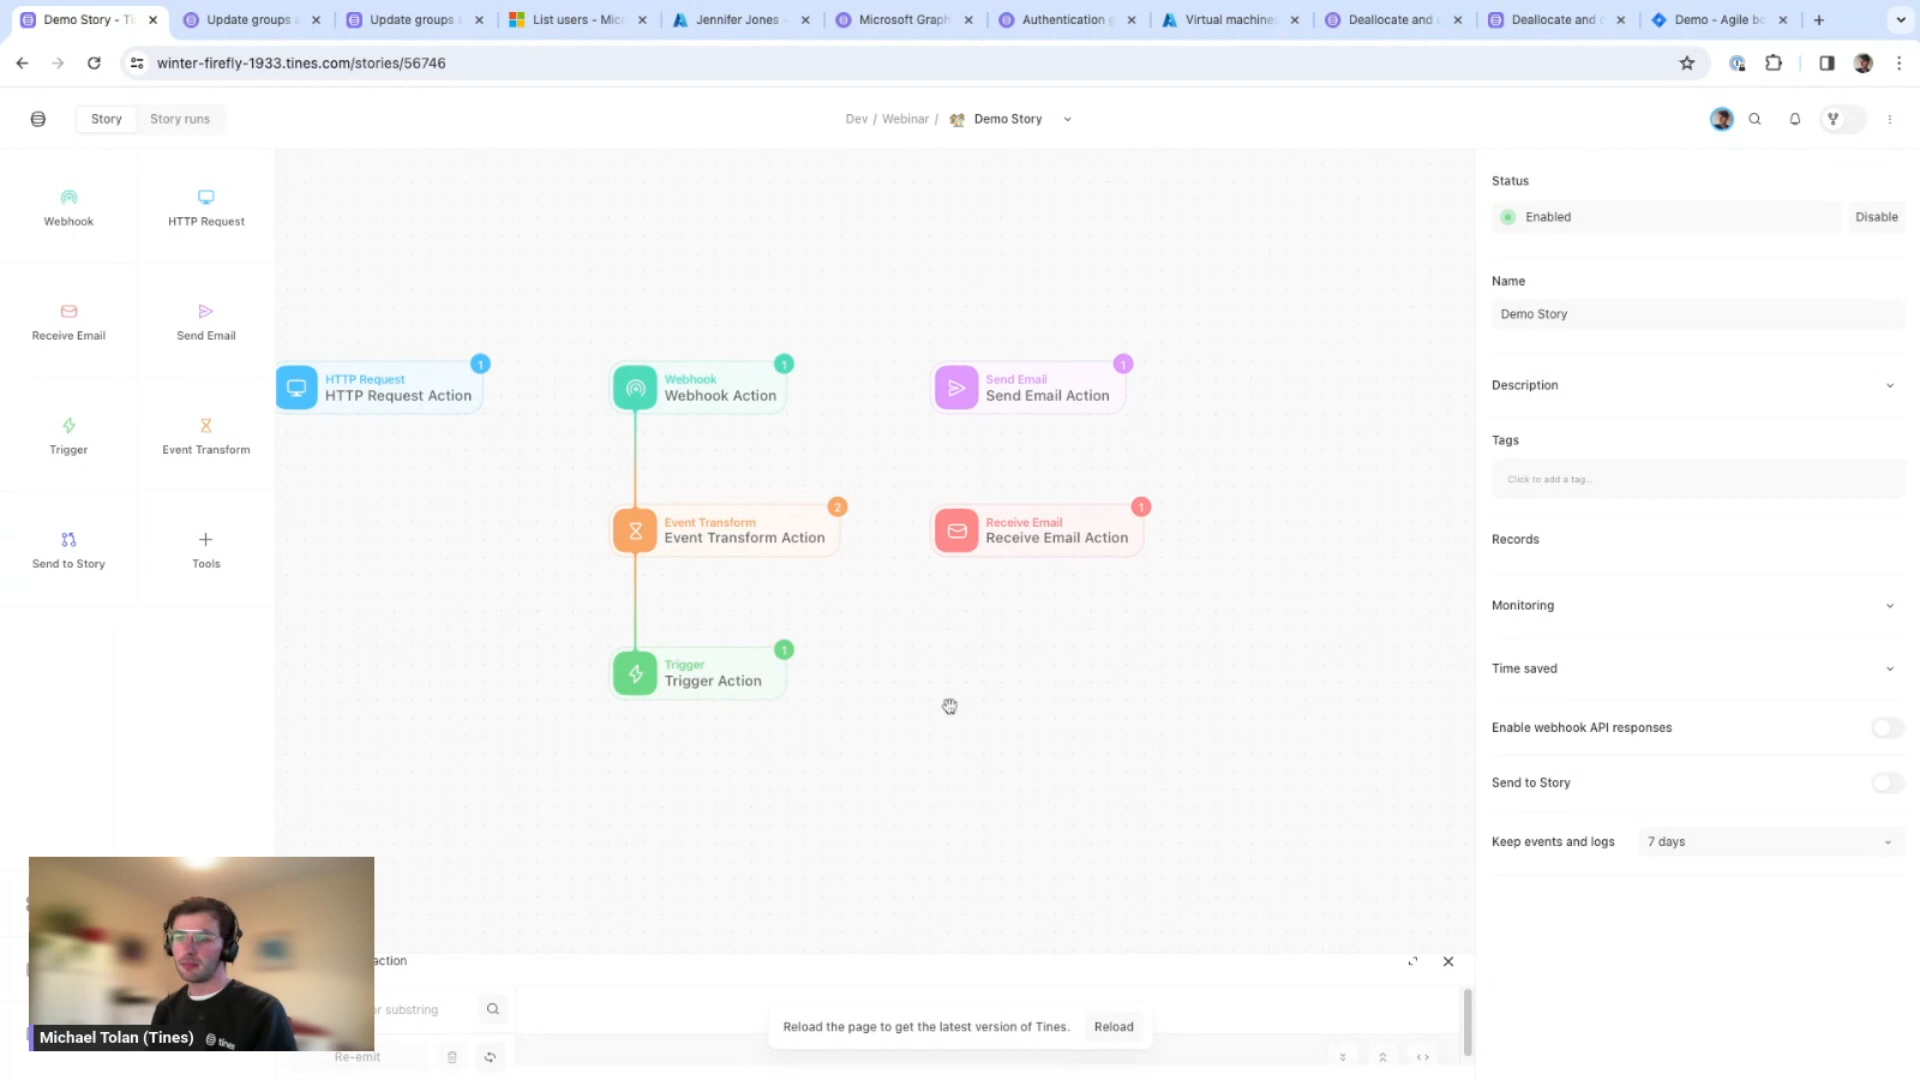 Demo Story - Ti
Update groups a
Update groups a
List users - Micr
Jennifer Jones -
Microsoft Graph
Authentication g
Virtual machine
Deallocate and
Deallocate and
Demo - Agile bo
winter-firefly-1933.tines.com/stories/56746
Story
Story runs
Dev / Webinar / Demo Story
Webhook
HTTP Request
Receive Email
Send Email
Trigger
Event Transform
Send to Story
Tools
HTTP Request
HTTP Request Action
1
Webhook
Webhook Action
1
Send Email
Send Email Action
1
Event Transform
Event Transform Action
2
Receive Email
Receive Email Action
1
Trigger
Trigger Action
1
Status
Enabled
Disable
Name
Demo Story
Description
Tags
Click to add a tag...
Records
Monitoring
Time saved
Enable webhook API responses
Send to Story
Keep events and logs
7 days
action
or substring
Reload the page to get the latest version of Tines.
Reload
Re-emit
Michael Tolan (Tines)
tines